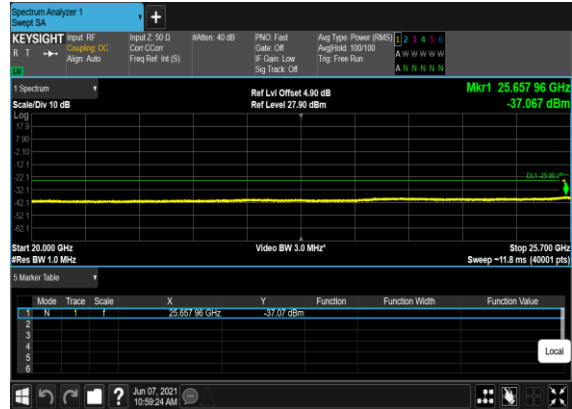 Spectrum Analyzer 1
Swept SA
+
KEYSIGHT Input: RF Input Z: 50 Ω #Atten: 40 dB PNO: Fast Avg Type: Power (RMS) 1 2 3 4 5 6
R T Coupling: DC Corr CCorr Gate: Off Avg|Hold: 100/100 A W W W W W
Align: Auto Freq Ref: Int (S) IF Gain: Low Trig: Free Run
Sig Track: Off A N N N N N
1 Spectrum Ref Lvl Offset 4.90 dB Mkr1 25.657 96 GHz
Scale/Div 10 dB Ref Level 27.90 dBm -37.067 dBm
Log
17.9
7.90
-2.10
-12.1
-22.1 DL1 -25.00
-32.1
-42.1
-52.1
-62.1
Start 20.000 GHz Video BW 3.0 MHz* Stop 25.700 GHz
#Res BW 1.0 MHz Sweep ~11.8 ms (40001 pts)
5 Marker Table
Mode Trace Scale X Y Function Function Width Function Value
1 N 1 f 25.657 96 GHz -37.07 dBm
2
3
4
5
6
Local
? Jun 07, 2021
10:59:24 AM